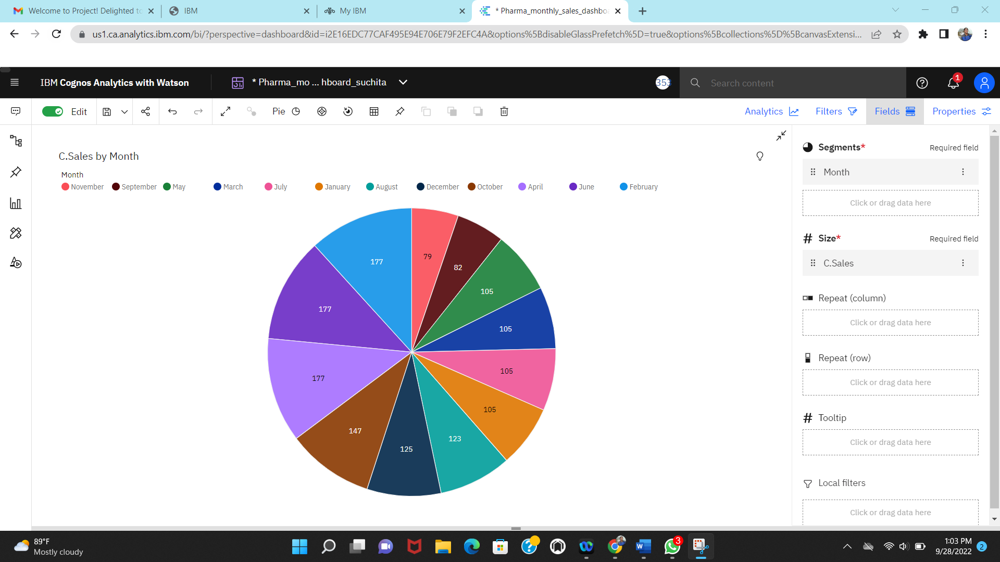 Welcome to Project! Delighted to
IBM
My IBM
* Pharma_monthly_sales_dashbo
us1.ca.analytics.ibm.com/bi/?perspective=dashboard&id=i2E16EDC77CAF495E94E706E79F2EFC4A&options%5BdisableGlassPrefetch%5D=true&options%5Bcollections%5D%5BcanvasExtensi...
IBM Cognos Analytics with Watson
* Pharma_mo ... hboard_suchita
353
Search content
1
Edit
Pie
Analytics
Filters
Fields
Properties
C.Sales by Month
Month
November September May March July January August December October April June February
177
79
82
105
105
105
105
123
125
147
177
177
Segments* Required field
Month
Click or drag data here
# Size* Required field
C.Sales
Click or drag data here
Repeat (column)
Click or drag data here
Repeat (row)
Click or drag data here
# Tooltip
Click or drag data here
Local filters
Click or drag data here
89°F
Mostly cloudy
3
1:03 PM
9/28/2022
2